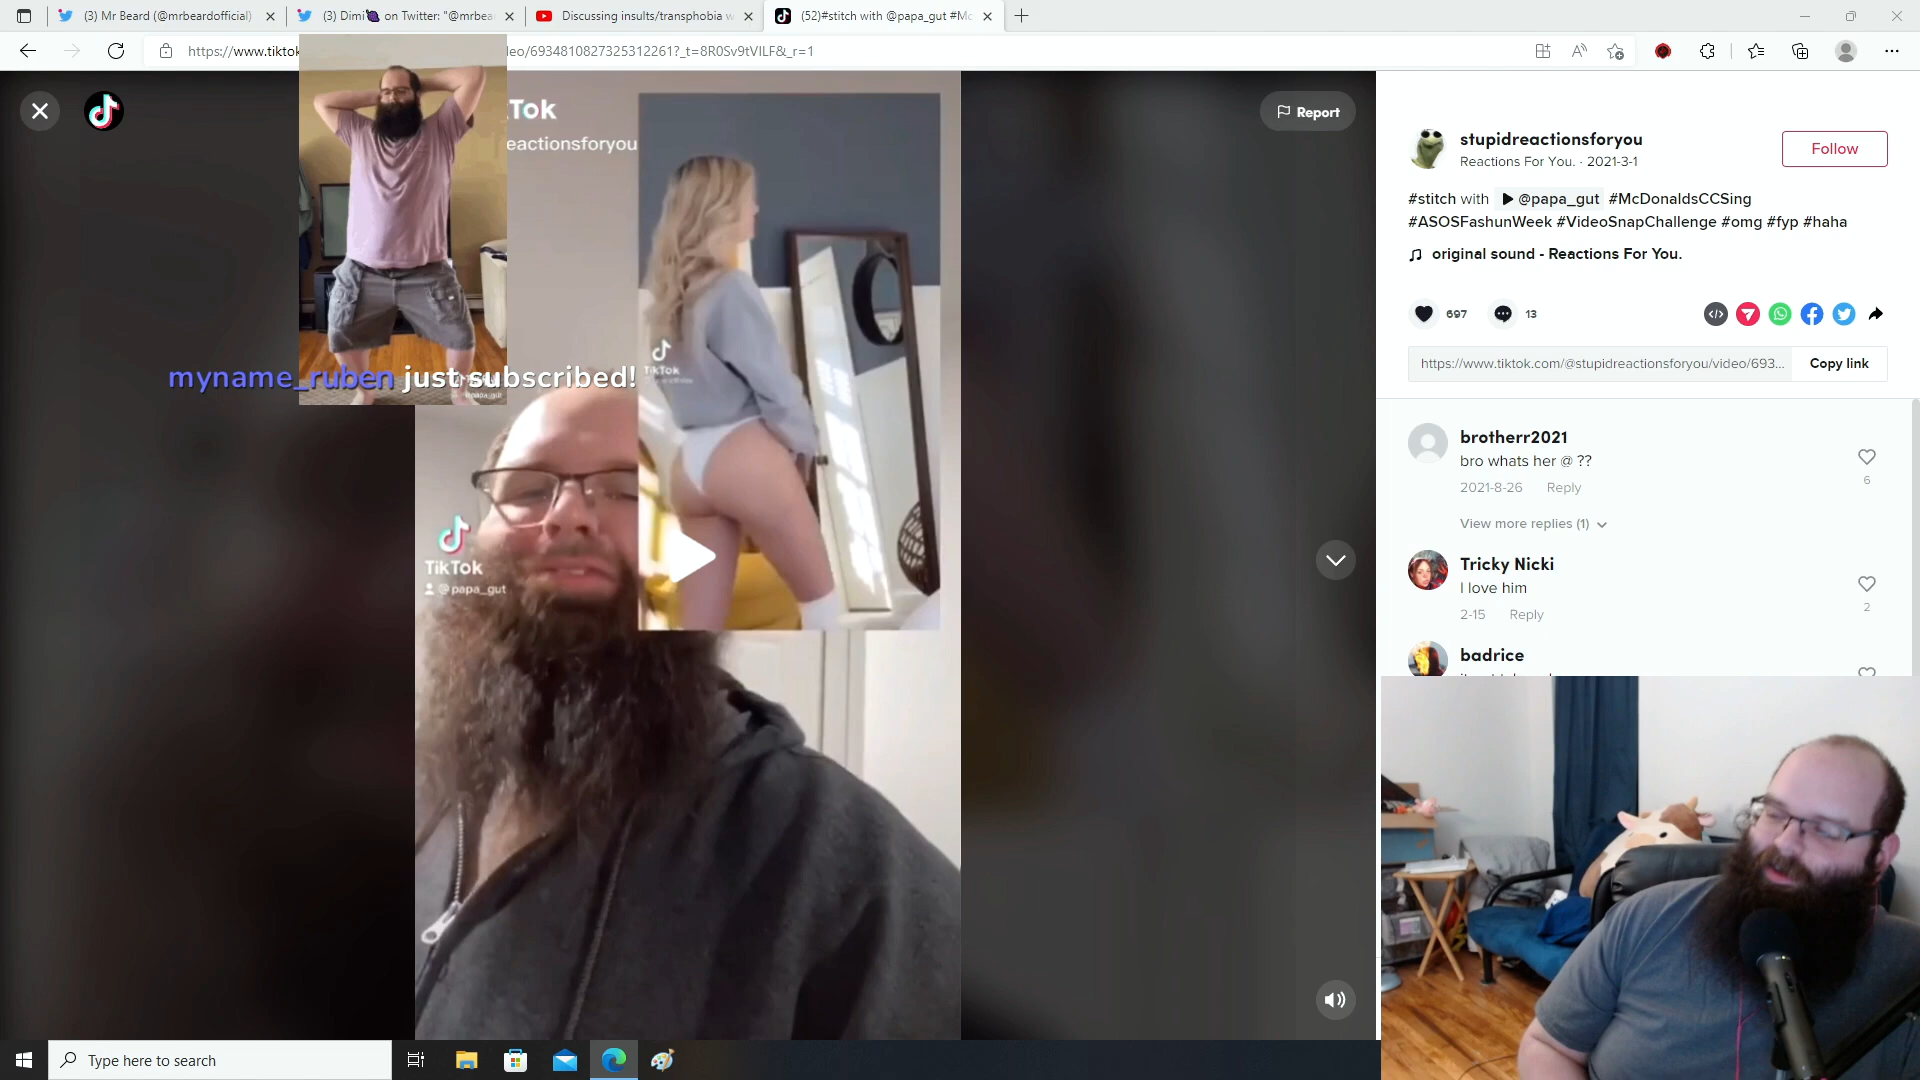 (3) Mr Beard (@mrbeardofficial)
(3) Dimi🍇 on Twitter: "@mrbear
Discussing insults/transphobia w
(52)#stitch with @papa_gut #Mc
https://www.tiktok
eo/6934810827325312261?_t=8R0Sv9tVILF&_r=1
Tok
eactionsforyou
Report
myname_ruben just subscribed!
TikTok
TikTok
@papa_gut
stupidreactionsforyou
Reactions For You. · 2021-3-1
Follow
#stitch with @papa_gut #McDonaldsCCSing
#ASOSFashunWeek #VideoSnapChallenge #omg #fyp #haha
original sound - Reactions For You.
697
13
https://www.tiktok.com/@stupidreactionsforyou/video/693...
Copy link
brotherr2021
bro whats her @ ??
2021-8-26 Reply
6
View more replies (1)
Tricky Nicki
I love him
2-15 Reply
2
badrice
Type here to search